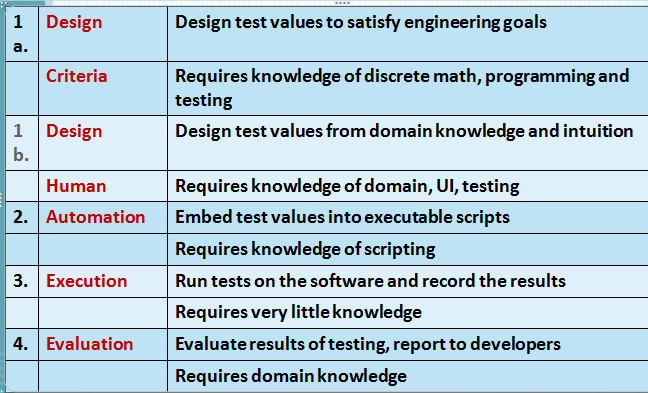 1 Design Design test values to satisfy engineering goals
a.
Criteria Requires knowledge of discrete math, programming and
testing
1 Design Design test values from domain knowledge and intuition
b.
Human Requires knowledge of domain, UI, testing
2. Automation Embed test values into executable scripts
Requires knowledge of scripting
3. Execution Run tests on the software and record the results
Requires very little knowledge
4. Evaluation Evaluate results of testing, report to developers
Requires domain knowledge